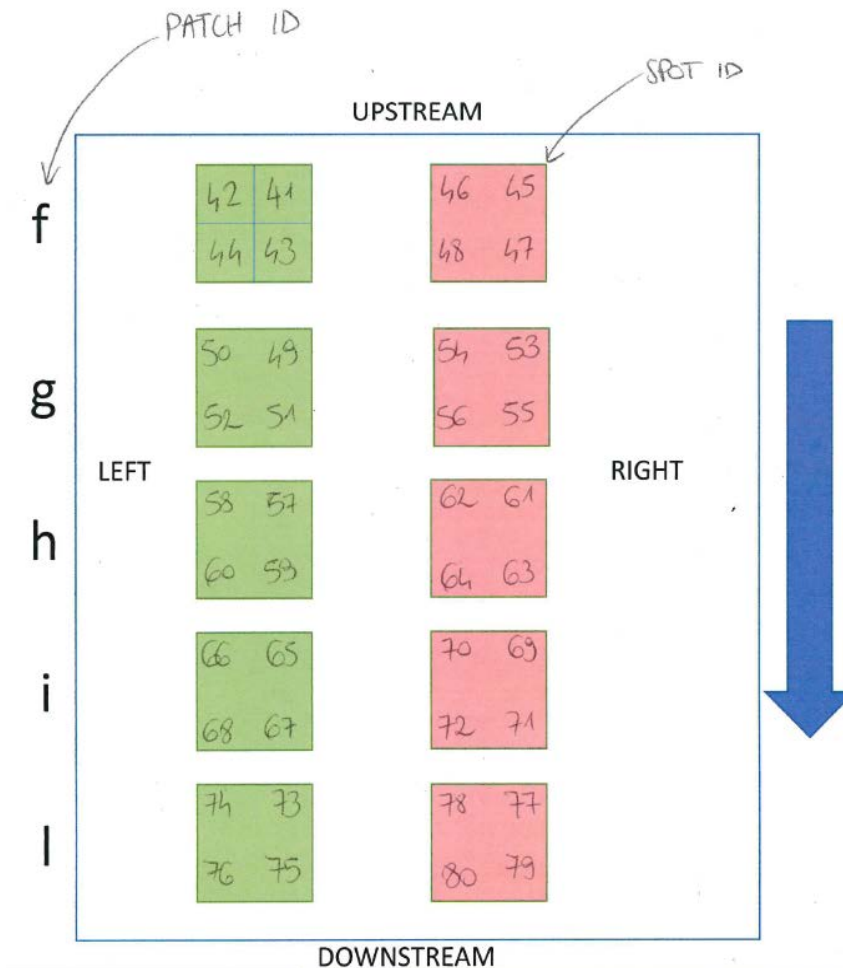 PATCH ID
SPOT ID
UPSTREAM
f
42 41 46 45
44 43 48 47
50 49 54 53
g
52 51 56 55
LEFT RIGHT
58 57 62 61
h
60 59 64 63
66 65 70 69
i
68 67 72 71
74 73 78 77
l
76 75 80 79
DOWNSTREAM